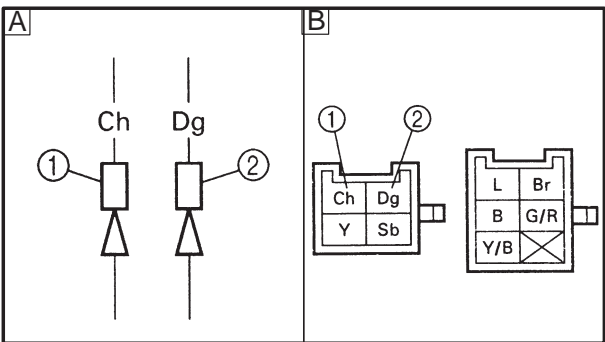 A
B
Ch Dg
① ②
① ②
Ch Dg
Y Sb
L Br
B G/R
Y/B